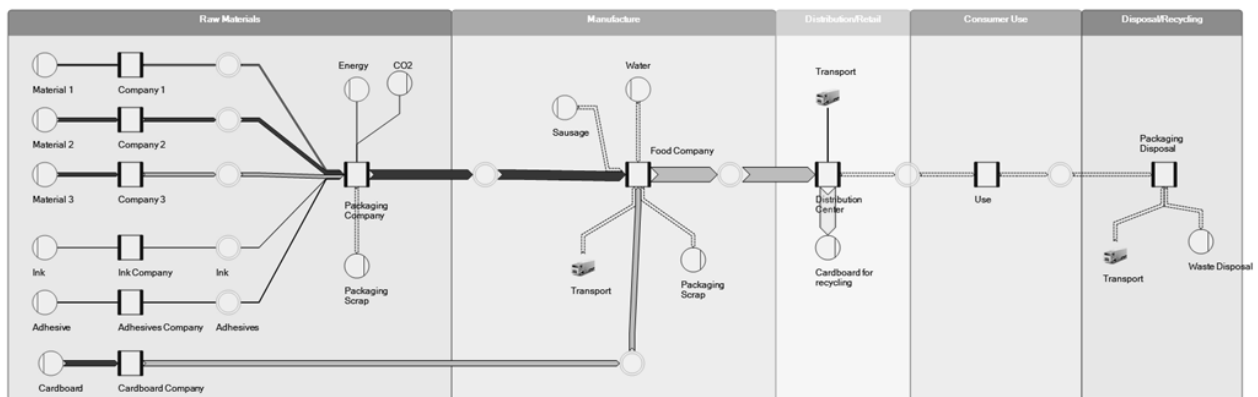 Raw Materials
Manufacture
Distribution/Retail
Consumer Use
Disposal/Recycling
Energy
CO2
Water
Transport
Material 1
Company 1
Sausage
Material 2
Company 2
Food Company
Packaging
Disposal
Material 3
Company 3
Packaging
Company
Distribution
Center
Use
Ink
Ink Company
Ink
Packaging
Scrap
Transport
Packaging
Scrap
Cardboard for
recycling
Transport
Waste Disposal
Adhesive
Adhesives Company
Adhesives
Cardboard
Cardboard Company